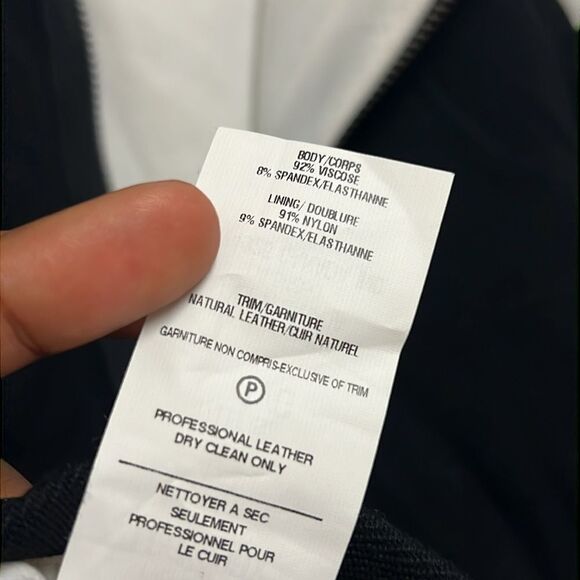 BODY/CORPS
92% VISCOSE
8% SPANDEX/ELASTHANNE
LINING/ DOUBLURE
91% NYLON
9% SPANDEX/ELASTHANNE
TRIM/GARNITURE
NATURAL LEATHER/CUIR NATUREL
GARNITURE NON COMPRIS-EXCLUSIVE OF TRIM
P
PROFESSIONAL LEATHER
DRY CLEAN ONLY
NETTOYER A SEC
SEULEMENT
PROFESSIONNEL POUR
LE CUIR